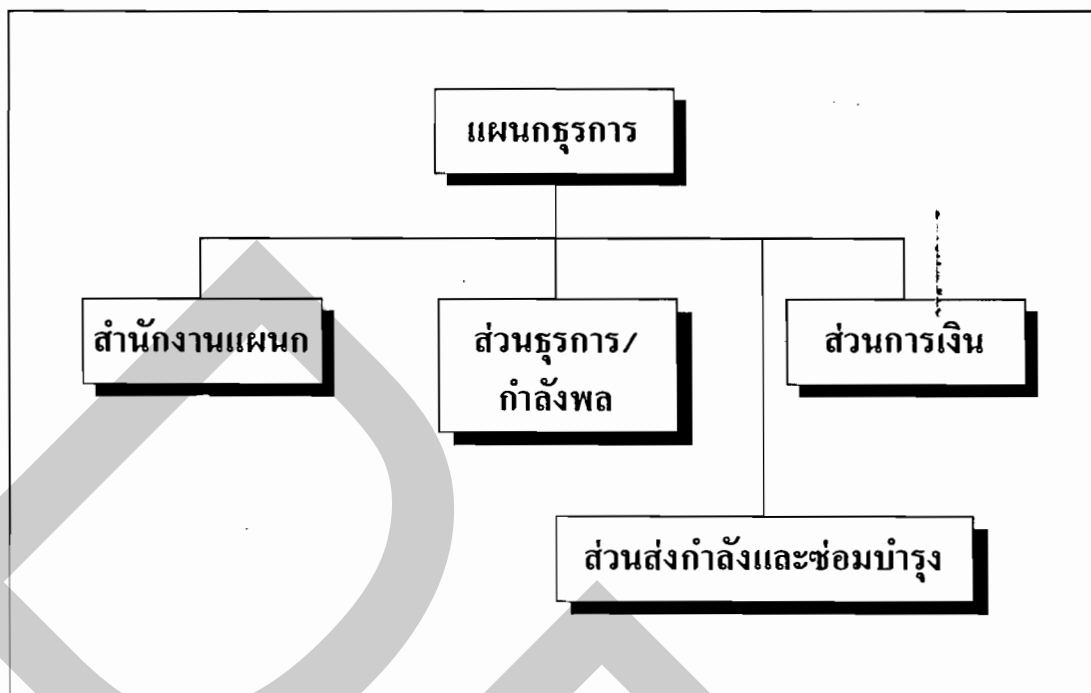 แผนกธุรการ
สำนักงานแผนก
ส่วนธุรการ/
กำลังพล
ส่วนการเงิน
ส่วนส่งกำลังและซ่อมบำรุง